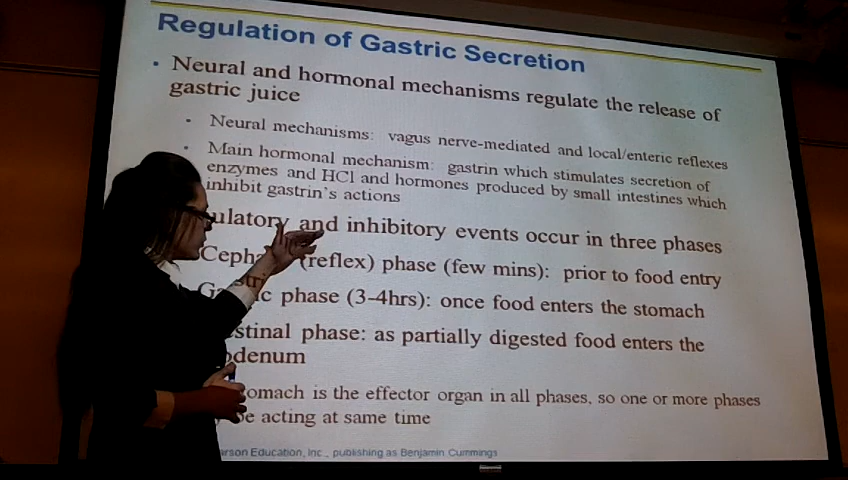 Regulation of Gastric Secretion
• Neural and hormonal mechanisms regulate the release of
gastric juice
• Neural mechanisms: vagus nerve-mediated and local/enteric reflexes
• Main hormonal mechanism: gastrin which stimulates secretion of
enzymes and HCl and hormones produced by small intestines which
inhibit gastrin's actions
ulatory and inhibitory events occur in three phases
Cepha (reflex) phase (few mins): prior to food entry
G stric phase (3-4hrs): once food enters the stomach
stinal phase: as partially digested food enters the
odenum
omach is the effector organ in all phases, so one or more phases
be acting at same time
arson Education, Inc., publishing as Benjamin Cummings